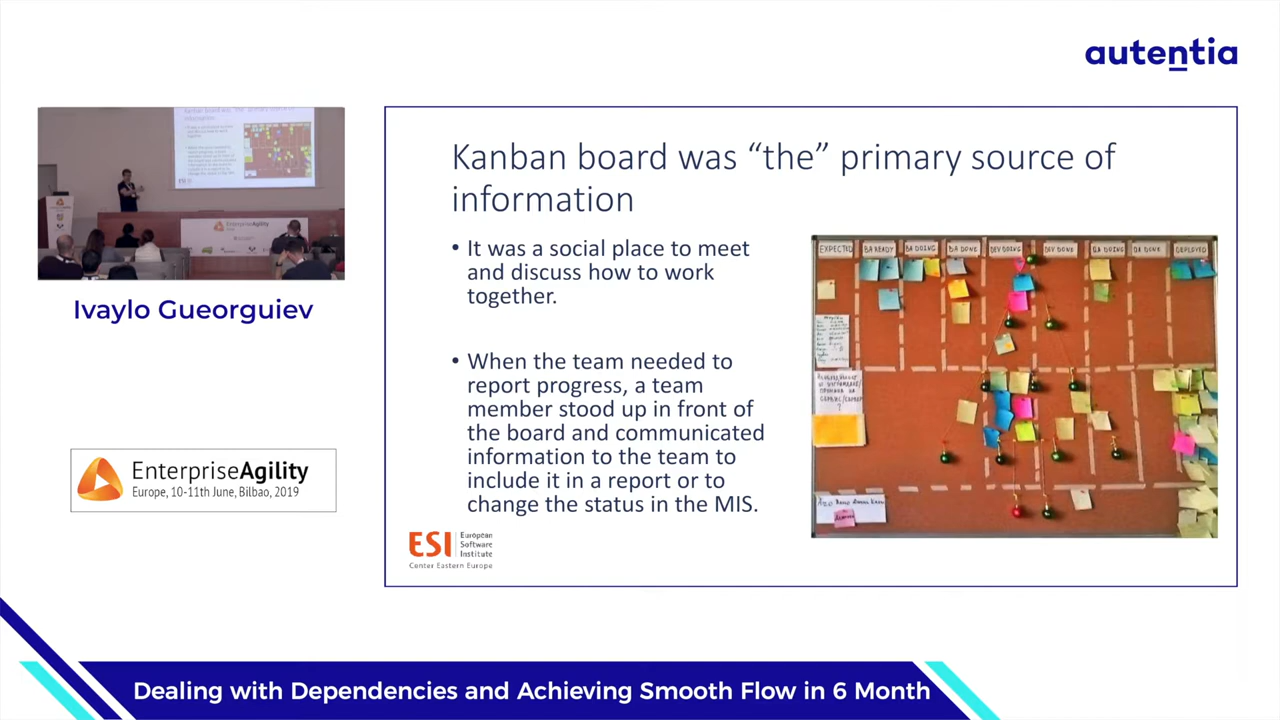 autentia
Kanban board was “the” primary source of
information
• It was a social place to meet
and discuss how to work
together.
• When the team needed to
report progress, a team
member stood up in front of
the board and communicated
information to the team to
include it in a report or to
change the status in the MIS.
EXPECTED
BA READY
BA DOING
BA DONE
DEV DOING
DEV DONE
QA DOING
QA DONE
DEPLOYED
ESI
European
Software
Institute
Center Eastern Europe
EnterpriseAgility
Ivaylo Gueorguiev
EnterpriseAgility
Europe, 10-11th June, Bilbao, 2019
Dealing with Dependencies and Achieving Smooth Flow in 6 Month